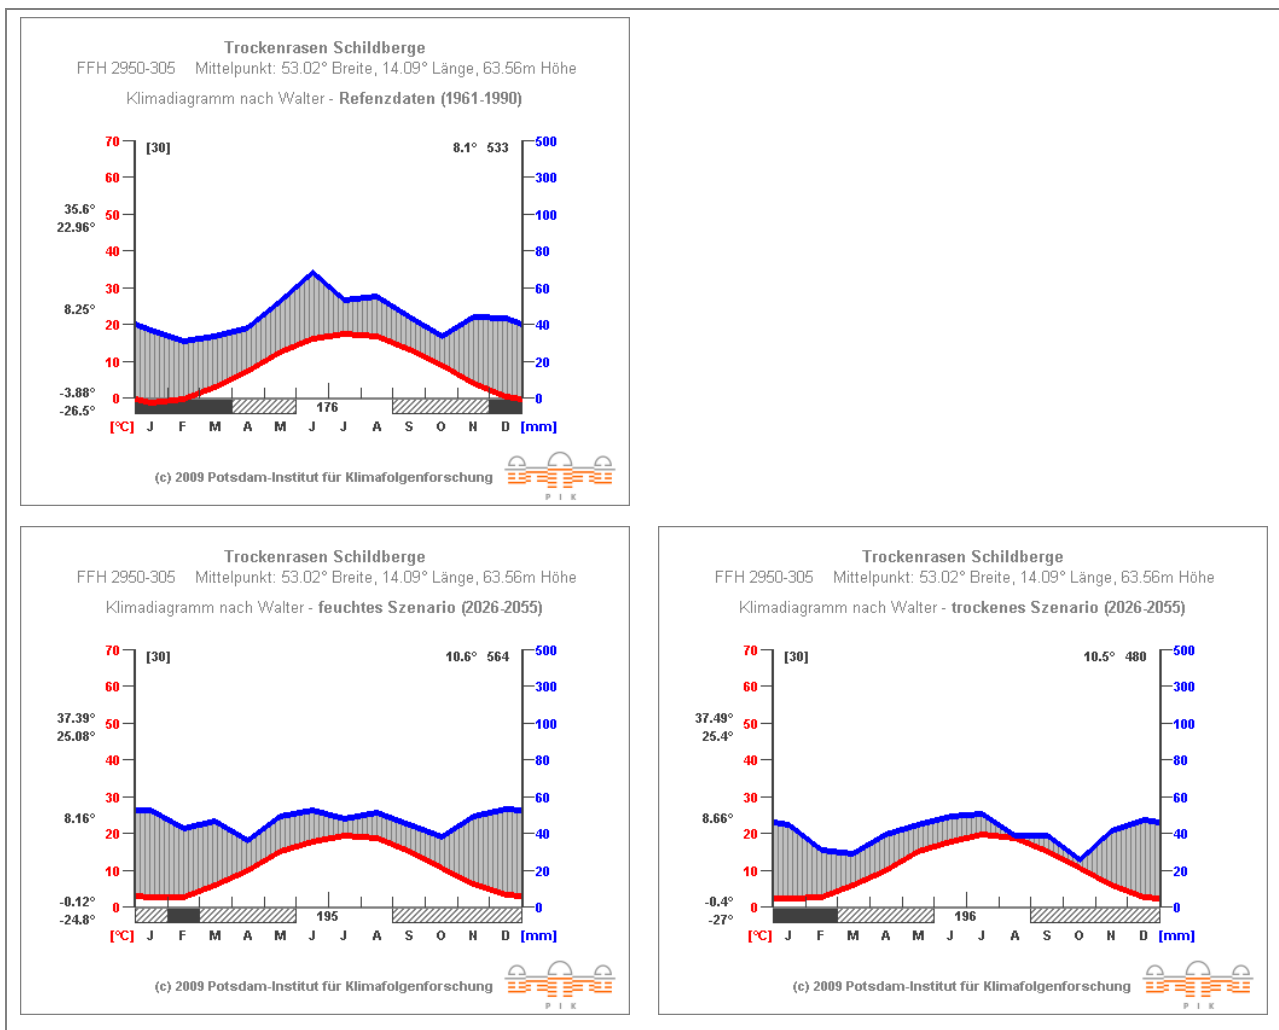 Trockenrasen Schildberge
FFH 2950-305 Mittelpunkt: 53.02° Breite, 14.09° Länge, 63.56m Höhe
Klimadiagramm nach Walter - Refenzdaten (1961-1990)
70 [30] 8.1° 533 500
60 300
35.6° 50 100
22.96°
40 80
30 60
8.25° 20 40
10 20
-3.88° 0 0
-26.5° 176
[°C] J F M A M J J A S O N D [mm]
(c) 2009 Potsdam-Institut für Klimafolgenforschung
P I K
Trockenrasen Schildberge
FFH 2950-305 Mittelpunkt: 53.02° Breite, 14.09° Länge, 63.56m Höhe
Klimadiagramm nach Walter - feuchtes Szenario (2026-2055)
70 [30] 10.6° 564 500
60 300
37.39° 50 100
25.08°
40 80
30 60
8.16° 20 40
10 20
-0.12° 0 0
-24.8° 195
[°C] J F M A M J J A S O N D [mm]
(c) 2009 Potsdam-Institut für Klimafolgenforschung
P I K
Trockenrasen Schildberge
FFH 2950-305 Mittelpunkt: 53.02° Breite, 14.09° Länge, 63.56m Höhe
Klimadiagramm nach Walter - trockenes Szenario (2026-2055)
70 [30] 10.5° 480 500
60 300
37.49° 50 100
25.4°
40 80
30 60
8.66° 20 40
10 20
-0.4° 0 0
-27° 196
[°C] J F M A M J J A S O N D [mm]
(c) 2009 Potsdam-Institut für Klimafolgenforschung
P I K